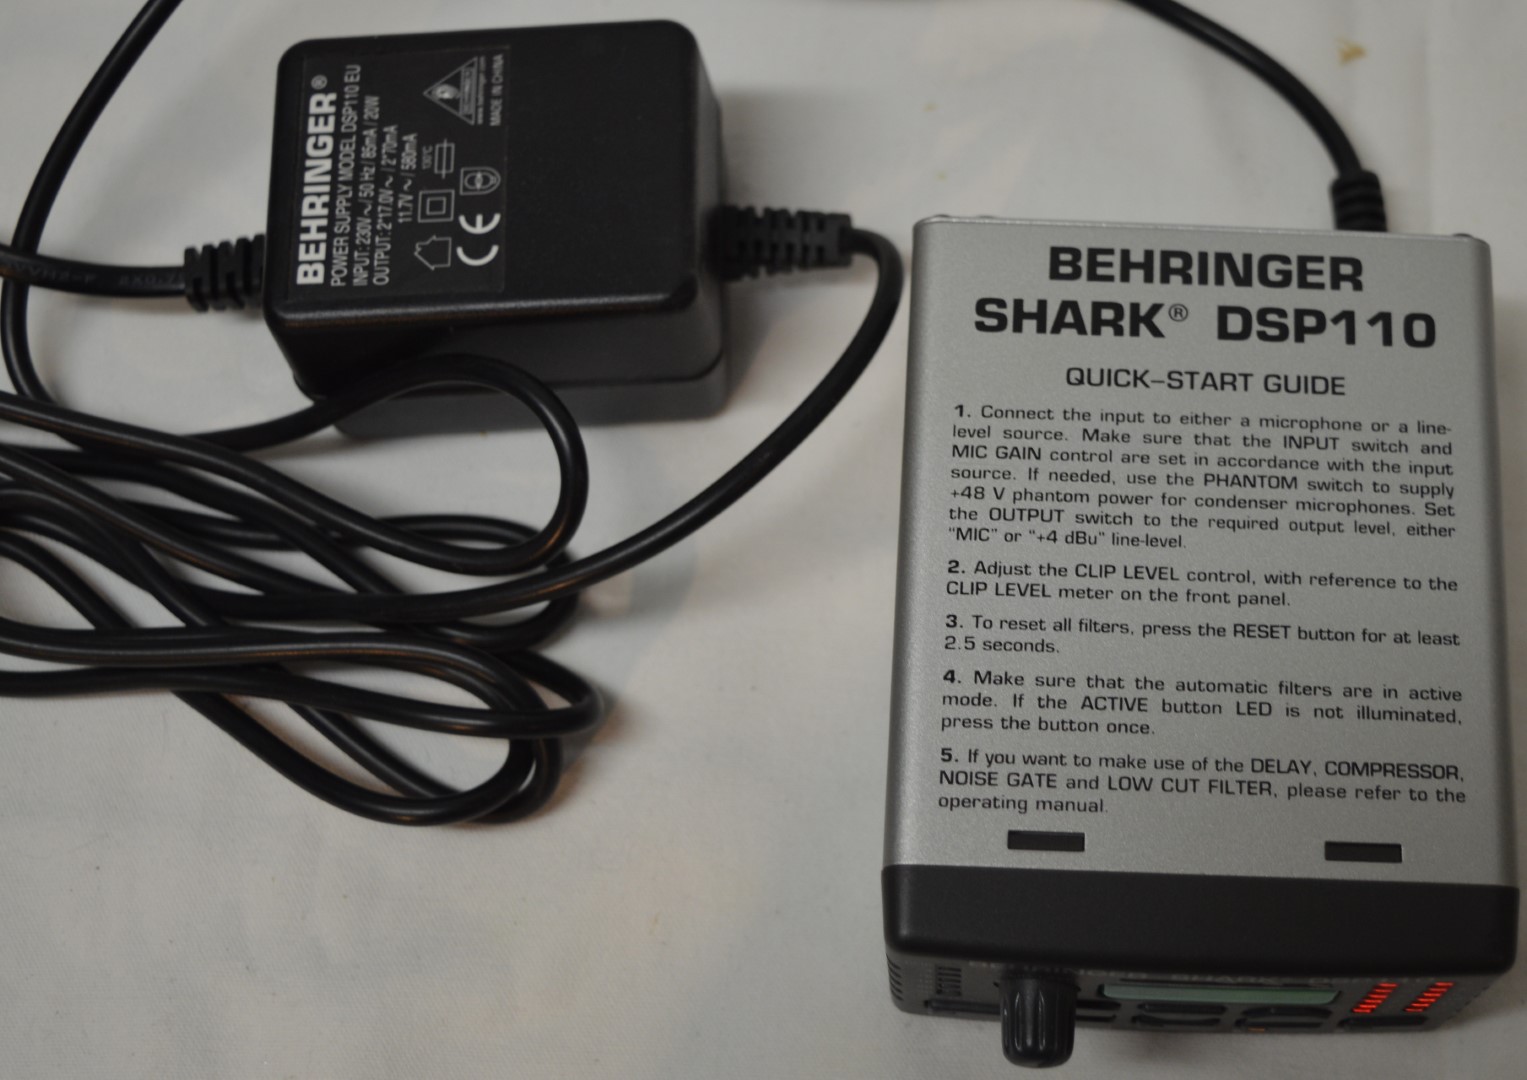 BEHRINGER®
POWER SUPPLY MODEL DSP110 EU
INPUT: 230V ~ / 50 Hz / 85mA / 20W
OUTPUT: 2*17.0V ~ / 2*70mA
11.7V ~ / 580mA
130°C
CE
www.behringer.com
MADE IN CHINA
BEHRINGER
SHARK® DSP110
QUICK–START GUIDE
1. Connect the input to either a microphone or a line-
level source. Make sure that the INPUT switch and
MIC GAIN control are set in accordance with the input
source. If needed, use the PHANTOM switch to supply
+48 V phantom power for condenser microphones. Set
the OUTPUT switch to the required output level, either
"MIC" or "+4 dBu" line-level.
2. Adjust the CLIP LEVEL control, with reference to the
CLIP LEVEL meter on the front panel.
3. To reset all filters, press the RESET button for at least
2.5 seconds.
4. Make sure that the automatic filters are in active
mode. If the ACTIVE button LED is not illuminated,
press the button once.
5. If you want to make use of the DELAY, COMPRESSOR,
NOISE GATE and LOW CUT FILTER, please refer to the
operating manual.